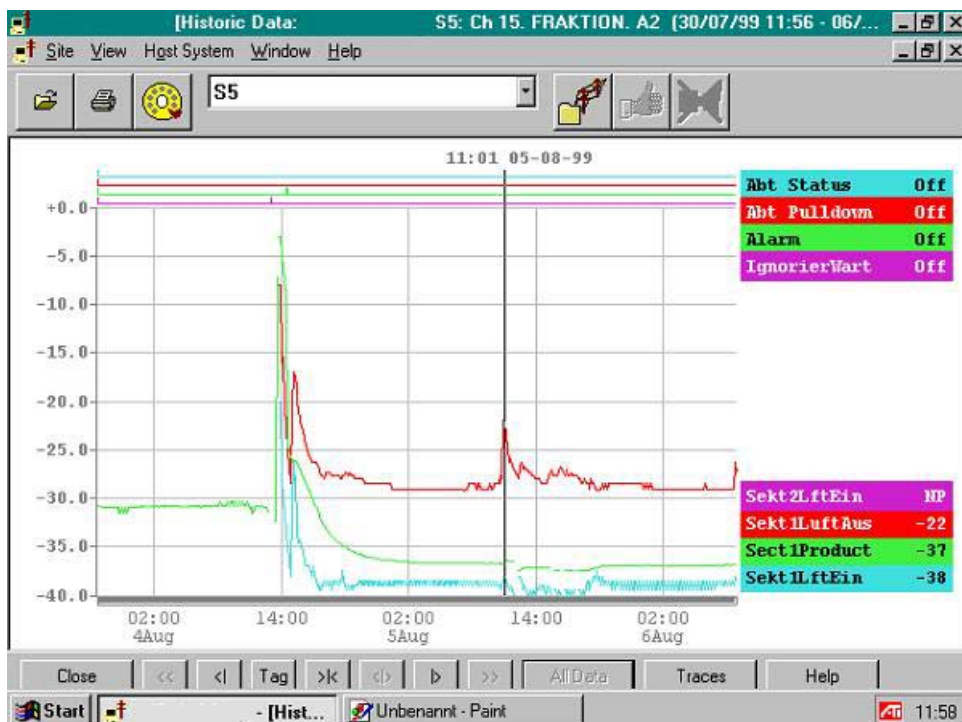 [Historic Data: S5: Ch 15. FRAKTION. A2 (30/07/99 11:56 - 06/...
Site View Host System Window Help
S5
11:01 05-08-99
Abt Status Off
Abt Pulldown Off
Alarm Off
IgnorierWart Off
+0.0
-5.0
-10.0
-15.0
-20.0
-25.0
-30.0
-35.0
-40.0
Sekt2LftEin NP
Sekt1LuftAus -22
Sect1Product -37
Sekt1LftEin -38
02:00 14:00 02:00 14:00 02:00
4Aug 5Aug 6Aug
Close << <| Tag >|< <|> |> >> All Data Traces Help
Start - [Hist... Unbenannt - Paint ATI 11:58